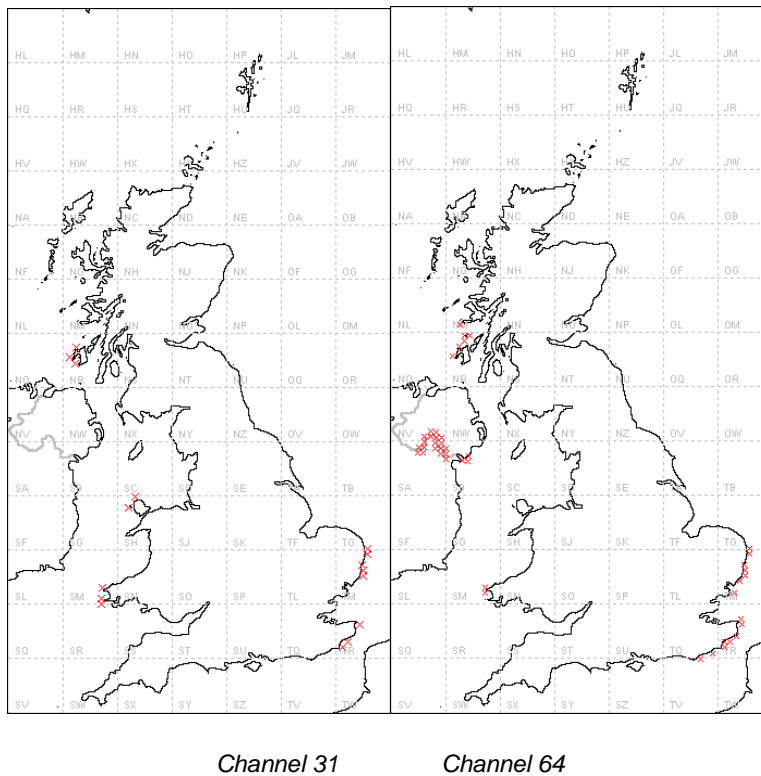 HL HM HN HO HP JL JM
HQ HR HS HT HU JQ JR
HV HW HX HY HZ JV JW
NA NB NC ND NE OA OB
NF NG NH NJ NK OF OG
NL NM NN NO NP OL OM
NQ NR NS NT NU OQ OR
NV NW NX NY NZ OV OW
SA SB SC SD SE TA TB
SF SG SH SJ SK TF TG
SL SM SN SO SP TL TM
SQ SR SS ST SU TQ TR
SV SW SX SY SZ TV TW
HL HM HN HO HP JL JM
HQ HR HS HT HU JQ JR
HV HW HX HY HZ JV JW
NA NB NC ND NE OA OB
NF NG NH NJ NK OF OG
NL NM NN NO NP OL OM
NQ NR NS NT NU OQ OR
NV NW NX NY NZ OV OW
SA SB SC SD SE TB
SF SG SH SJ SK TF TG
SL SM SN SO SP TL TM
SQ SR SS ST SU TQ TR
SV SW SX SY SZ TV TW
Channel 31 Channel 64